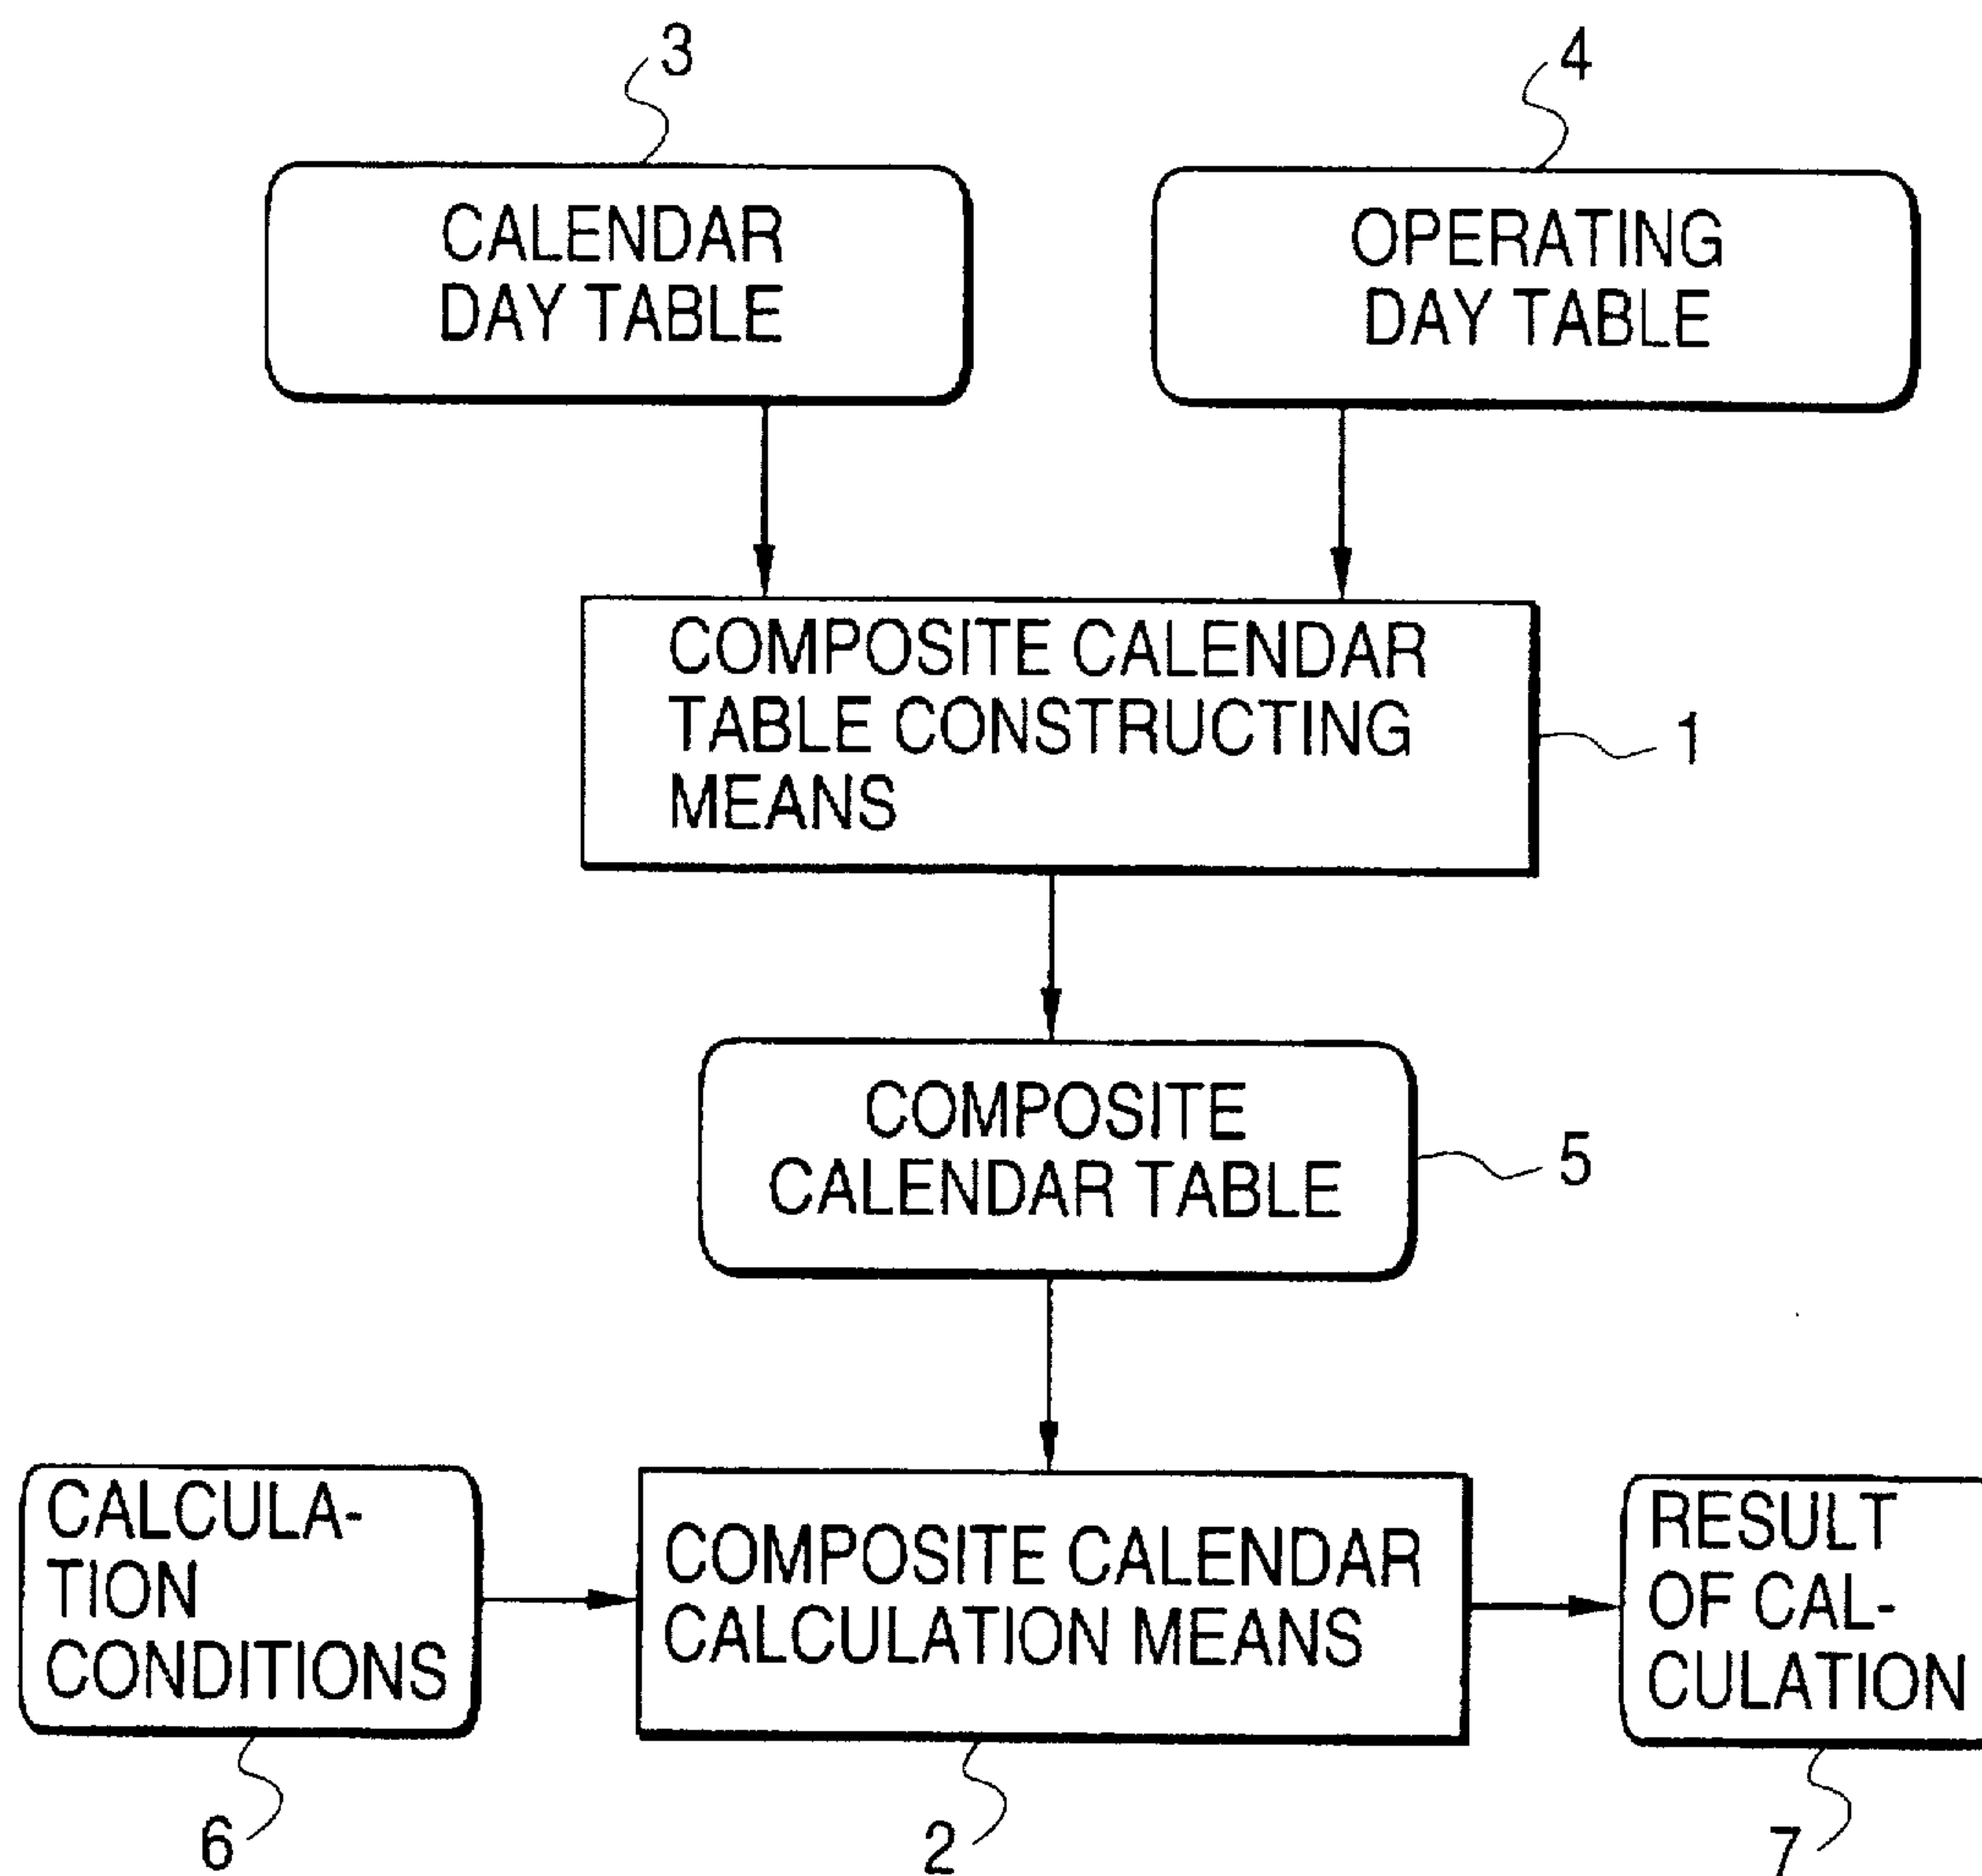 3
4
CALENDAR
DAY TABLE
OPERATING
DAY TABLE
COMPOSITE CALENDAR
TABLE CONSTRUCTING
MEANS
1
COMPOSITE
CALENDAR TABLE
5
CALCULA-
TION
CONDITIONS
COMPOSITE CALENDAR
CALCULATION MEANS
RESULT
OF CAL-
CULATION
6
2
7